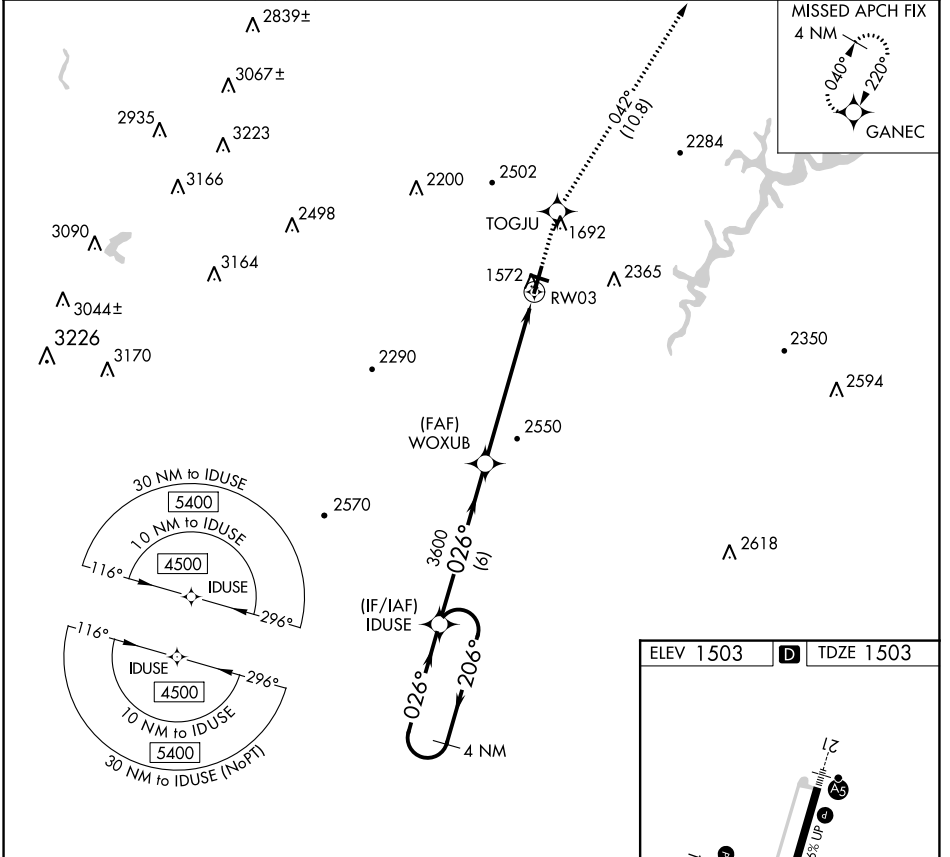 2839±
MISSED APCH FIX
4 NM
040°
220°
GANEC
3067±
2935
3223
042°
(10.8)
2284
3166
2200
2502
2498
TOGJU
1692
3090
3164
1572
2365
RW03
3044±
3226
3170
2290
2350
2594
(FAF)
WOXUB
2550
30 NM to IDUSE
5400
10 NM to IDUSE
4500
116°
IDUSE
296°
2570
3600
026°
(6)
2618
(IF/IAF)
IDUSE
116°
IDUSE
296°
4500
10 NM to IDUSE
5400
30 NM to IDUSE (NoPT)
026°
206°
4 NM
ELEV 1503
D
TDZE 1503
21
A5
P
6% UP
P